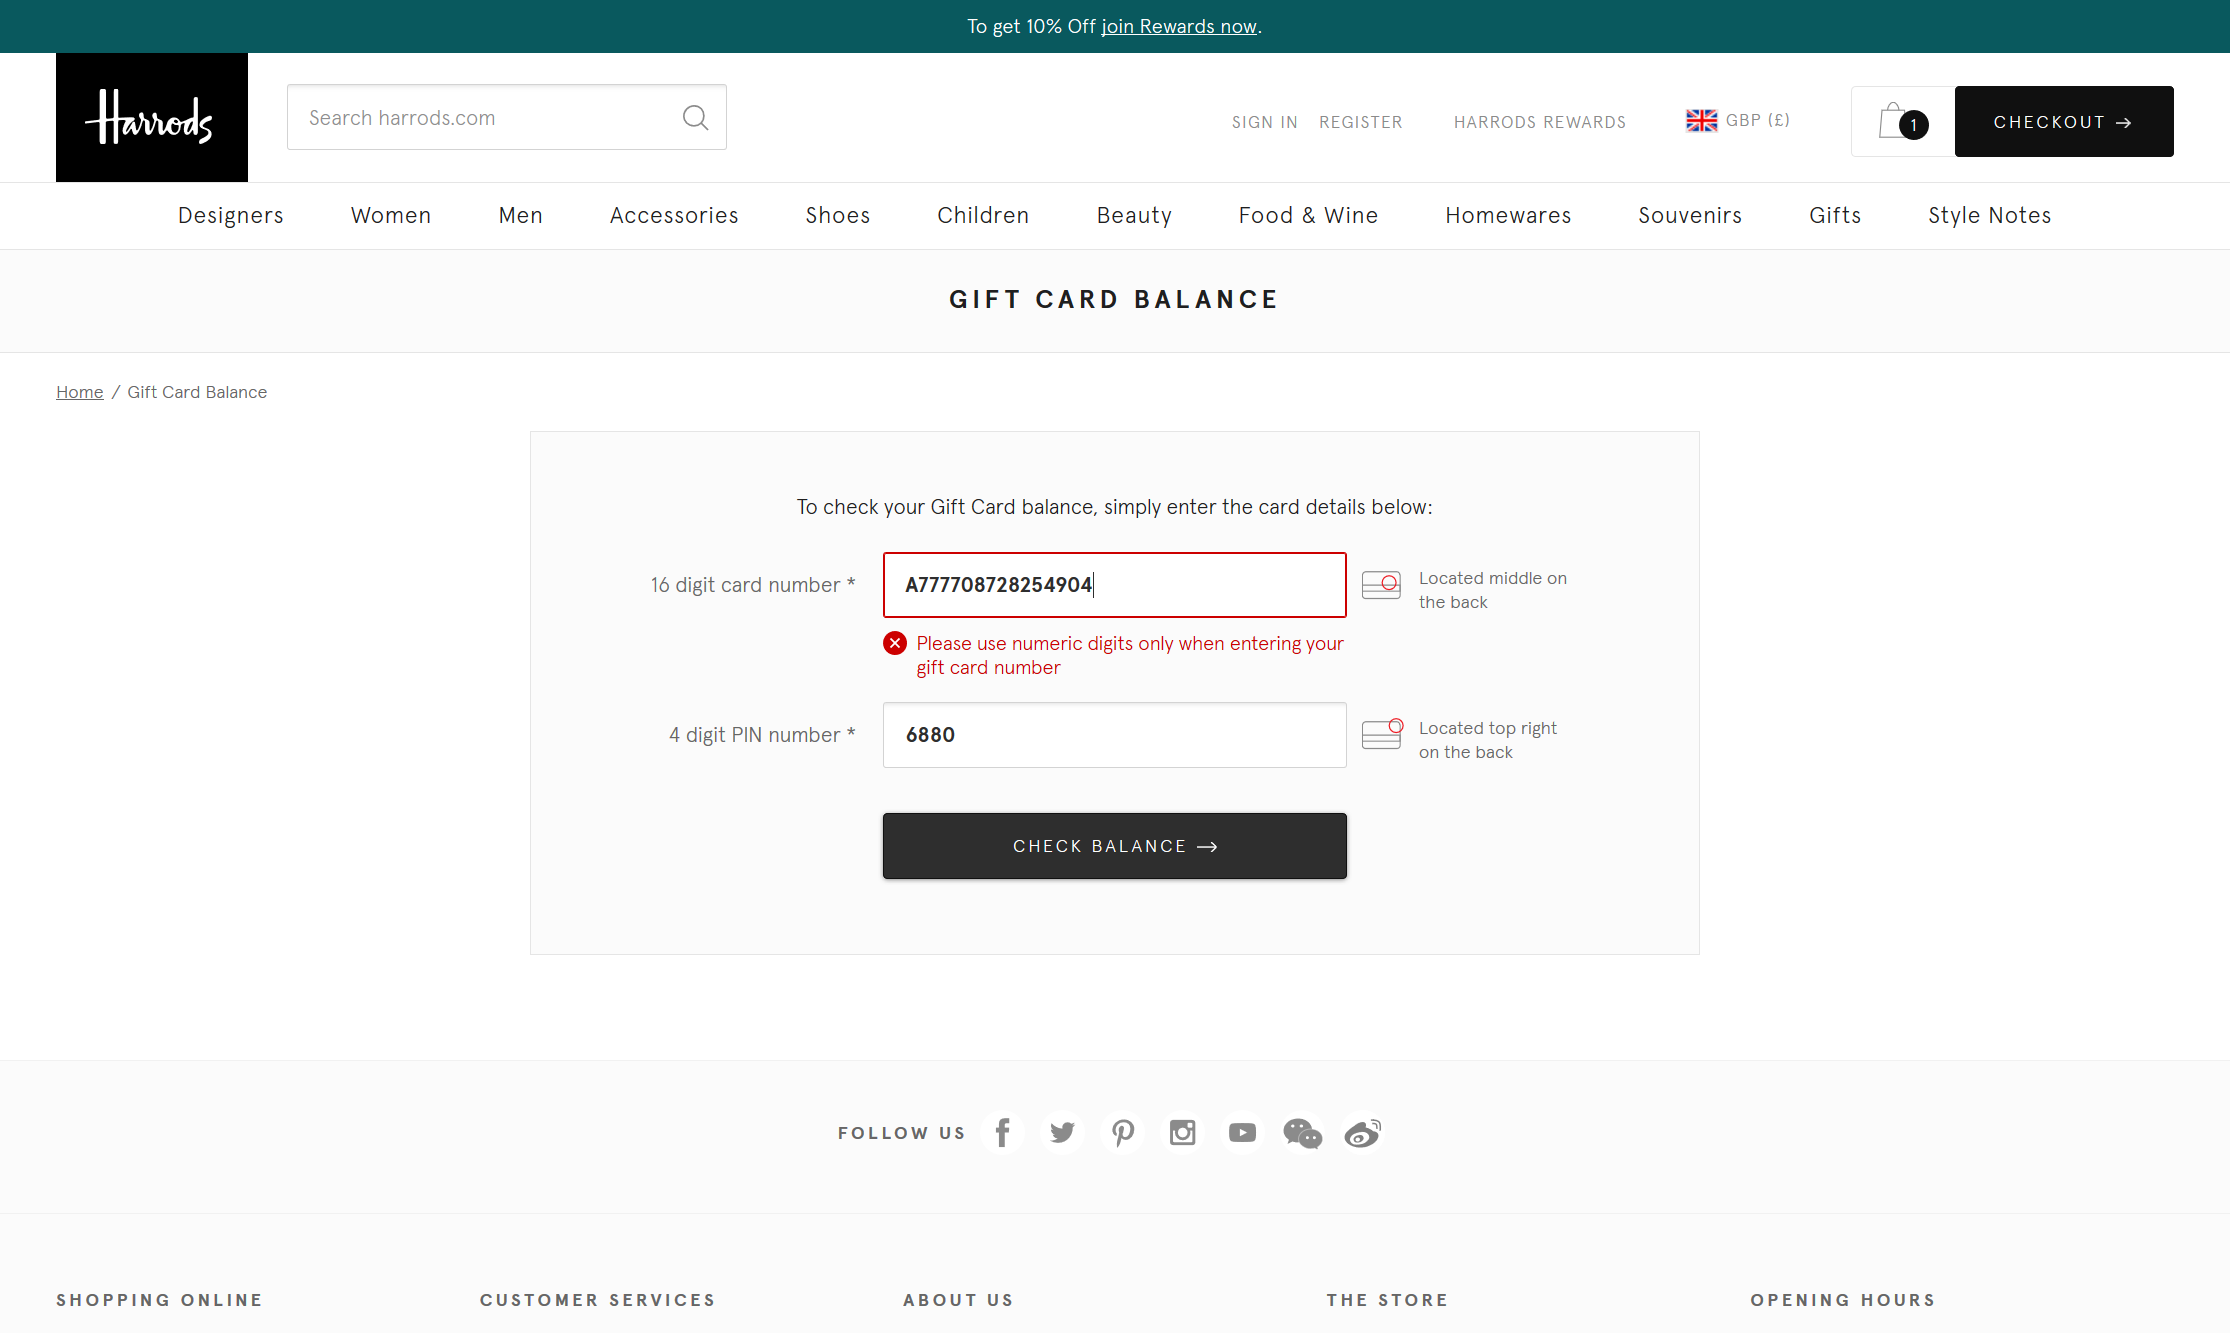 To get 10% Off join Rewards now.
Harrods
Search harrods.com
SIGN IN
REGISTER
HARRODS REWARDS
GBP (£)
1
CHECKOUT →
Designers
Women
Men
Accessories
Shoes
Children
Beauty
Food & Wine
Homewares
Souvenirs
Gifts
Style Notes
GIFT CARD BALANCE
Home / Gift Card Balance
To check your Gift Card balance, simply enter the card details below:
16 digit card number *
A777708728254904
Located middle on
the back
Please use numeric digits only when entering your
gift card number
4 digit PIN number *
6880
Located top right
on the back
CHECK BALANCE →
FOLLOW US
SHOPPING ONLINE
CUSTOMER SERVICES
ABOUT US
THE STORE
OPENING HOURS